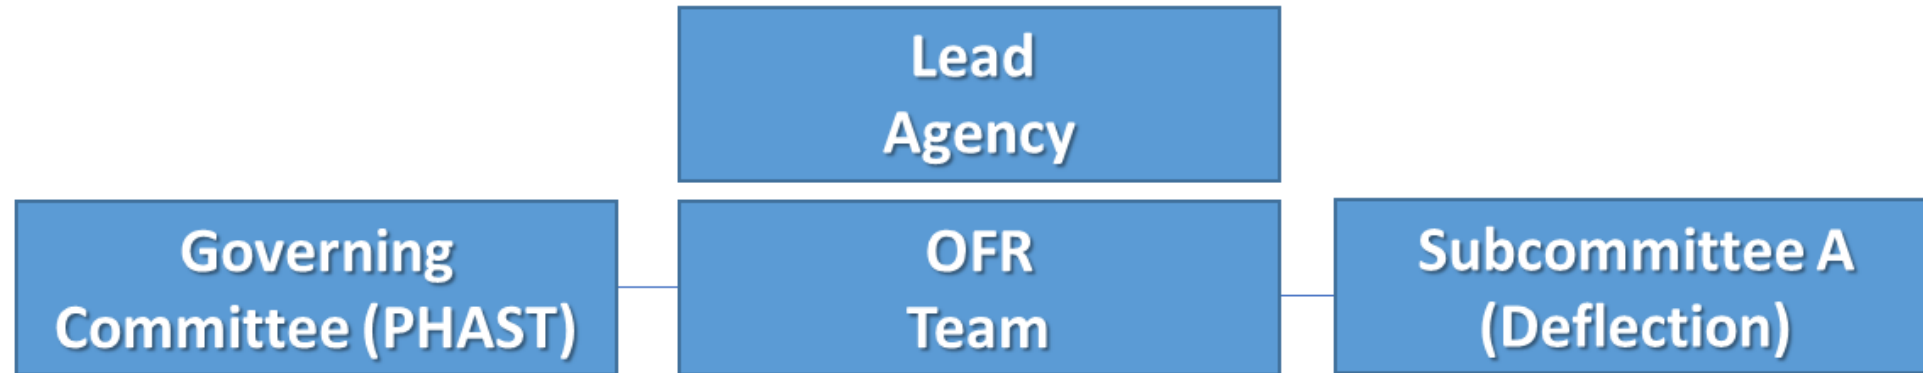 Lead
Agency
Governing
Committee (PHAST)
OFR
Team
Subcommittee A
(Deflection)